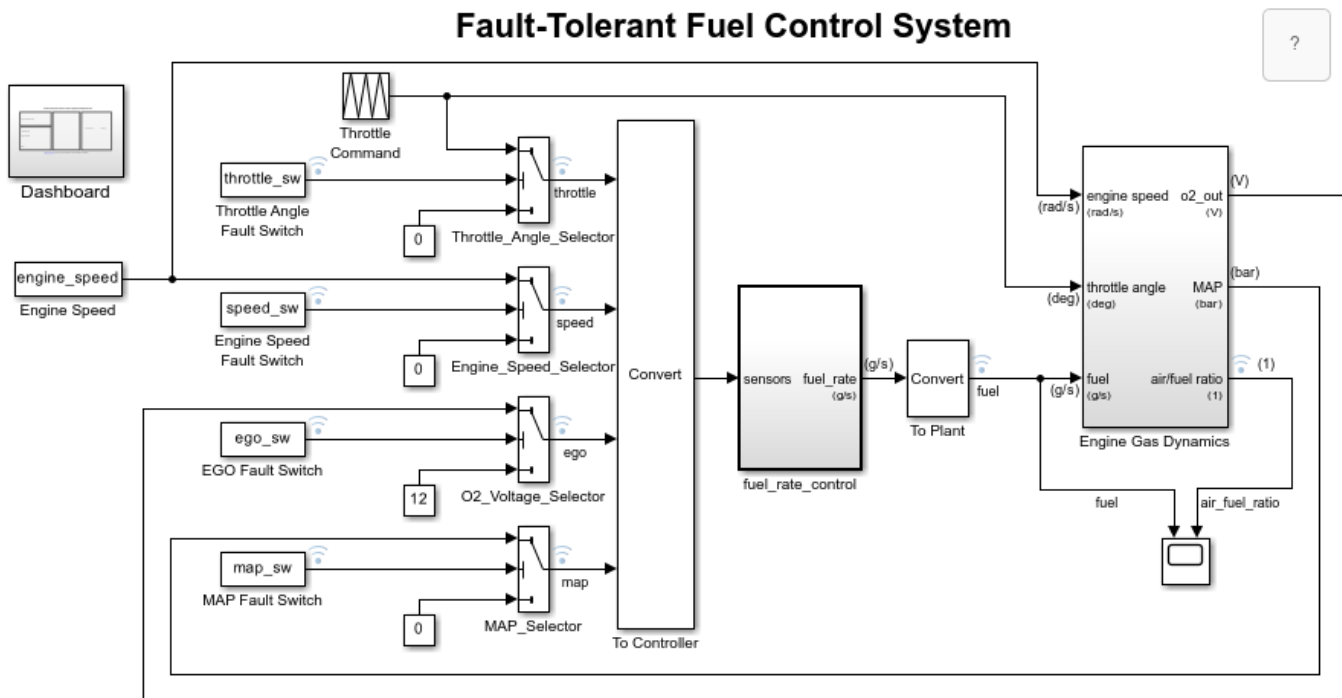 Fault-Tolerant Fuel Control System
?
Dashboard
Throttle
Command
throttle_sw
Throttle Angle
Fault Switch
0
throttle
Throttle_Angle_Selector
engine_speed
Engine Speed
speed_sw
Engine Speed
Fault Switch
0
speed
Engine_Speed_Selector
ego_sw
EGO Fault Switch
12
ego
O2_Voltage_Selector
map_sw
MAP Fault Switch
0
map
MAP_Selector
Convert
To Controller
sensors
fuel_rate
(g/s)
fuel_rate_control
(g/s)
Convert
To Plant
fuel
(rad/s)
engine speed
(rad/s)
o2_out
(V)
(V)
(deg)
throttle angle
(deg)
MAP
(bar)
(bar)
(g/s)
fuel
(g/s)
air/fuel ratio
(1)
(1)
Engine Gas Dynamics
fuel
air_fuel_ratio